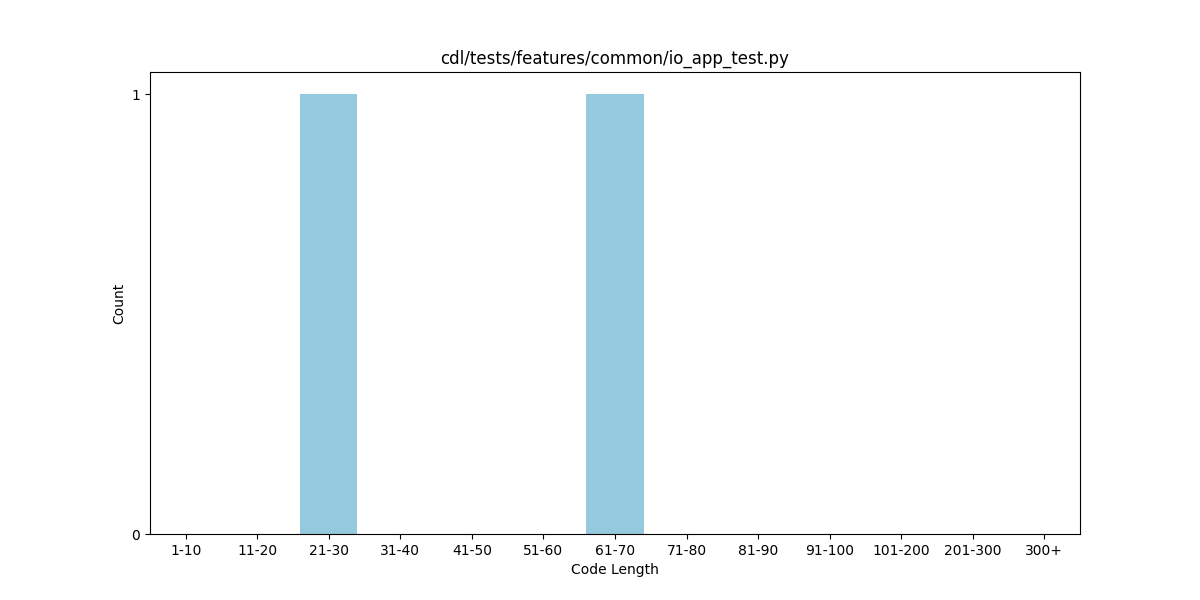 cdl/tests/features/common/io_app_test.py
1
Count
0
1-10 11-20 21-30 31-40 41-50 51-60 61-70 71-80 81-90 91-100 101-200 201-300 300+
Code Length